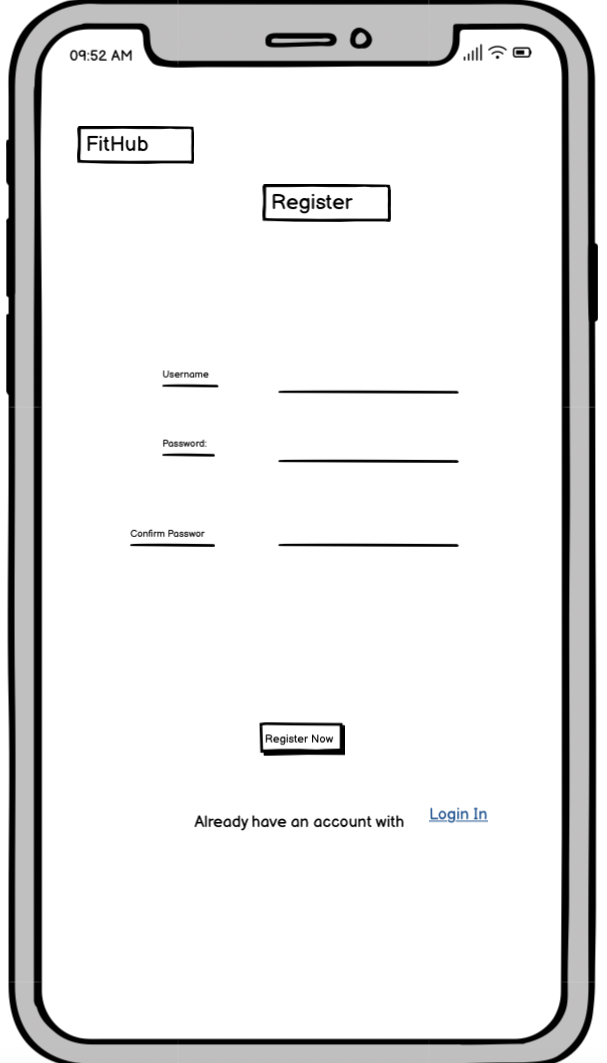 09:52 AM
FitHub
Register
Username
Password:
Confirm Passwor
Register Now
Already have an account with
Login In